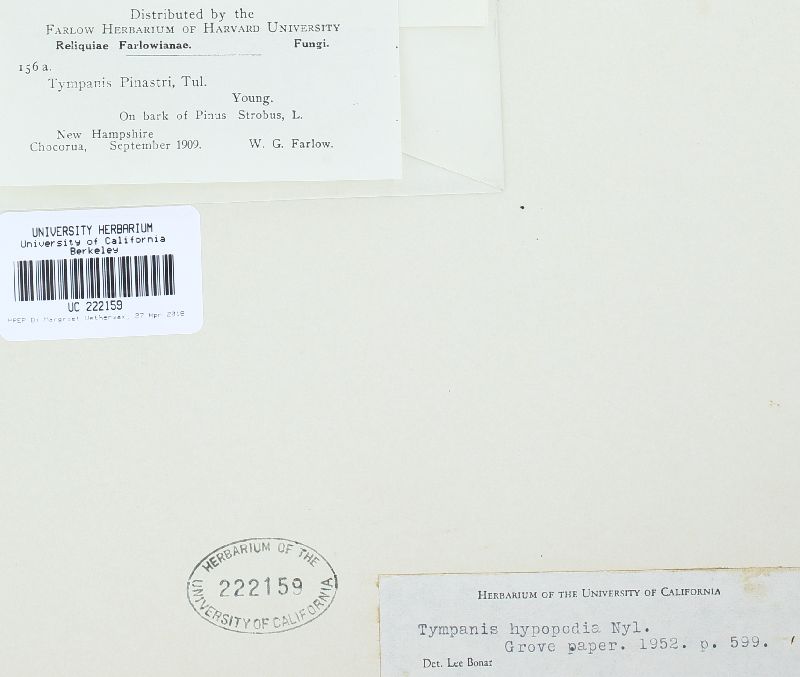 Distributed by the
FARLOW HERBARIUM OF HARVARD UNIVERSITY
Reliquiae Farlowianae. Fungi.
156 a.
Tympanis Pinastri, Tul.
Young.
On bark of Pinus Strobus, L.
New Hampshire
Chocorua, September 1909. W. G. Farlow.
UNIVERSITY HERBARIUM
University of California
Berkeley
UC 222159
HERBARIUM OF THE
222159
UNIVERSITY OF CALIFORNIA
HERBARIUM OF THE UNIVERSITY OF CALIFORNIA
Tympanis hypopodia Nyl.
Grove paper. 1952. p. 599.
Det. Lee Bonar